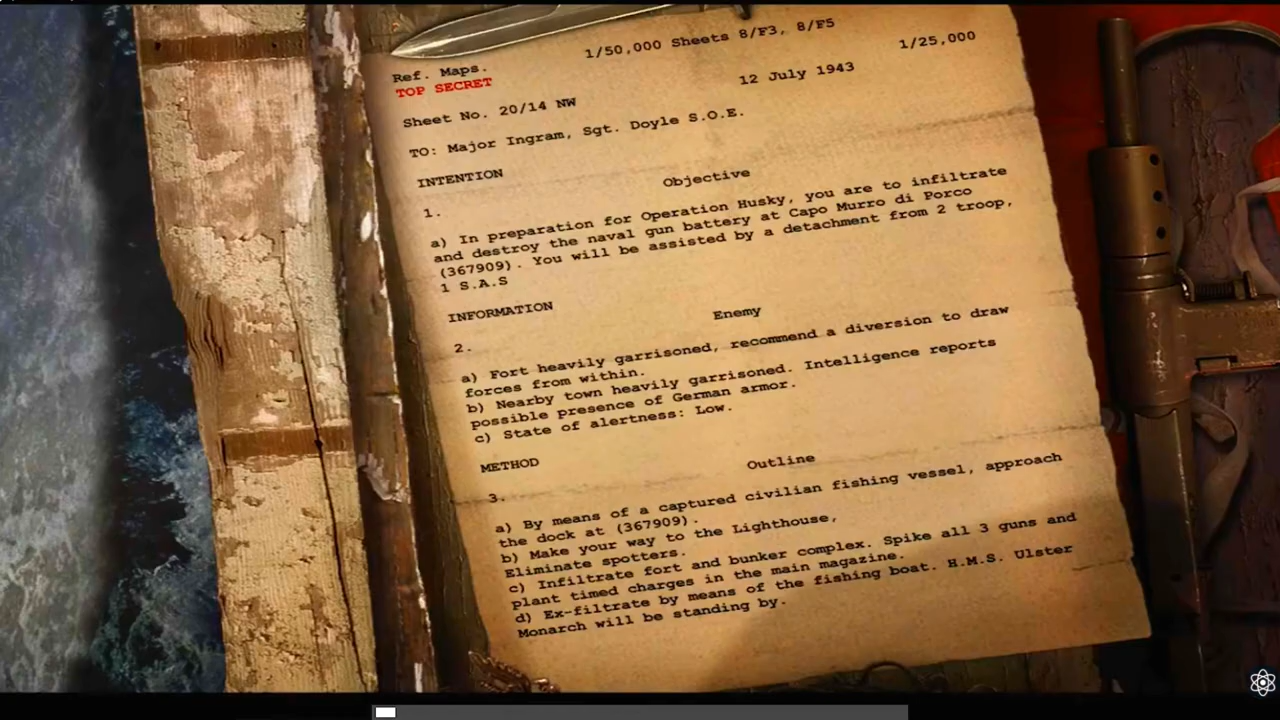 1/50,000 Sheets 8/F3, 8/F5
Ref. Maps.
1/25,000
TOP SECRET
12 July 1943
Sheet No. 20/14 NW
TO: Major Ingram, Sgt. Doyle S.O.E.
INTENTION
Objective
1.
a) In preparation for Operation Husky, you are to infiltrate
and destroy the naval gun battery at Capo Murro di Porco
(367909). You will be assisted by a detachment from 2 troop,
1 S.A.S
INFORMATION
Enemy
2.
a) Fort heavily garrisoned, recommend a diversion to draw
forces from within.
b) Nearby town heavily garrisoned. Intelligence reports
possible presence of German armor.
c) State of alertness: Low.
METHOD
Outline
3.
a) By means of a captured civilian fishing vessel, approach
the dock at (367909).
b) Make your way to the Lighthouse,
Eliminate spotters.
c) Infiltrate fort and bunker complex. Spike all 3 guns and
plant timed charges in the main magazine.
d) Ex-filtrate by means of the fishing boat. H.M.S. Ulster
Monarch will be standing by.